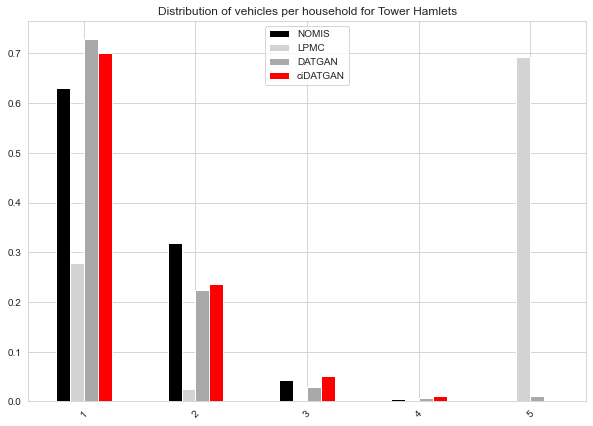 Distribution of vehicles per household for Tower Hamlets
NOMIS
LPMC
DATGAN
ciDATGAN
0.7
0.6
0.5
0.4
0.3
0.2
0.1
0.0
1
2
3
4
5